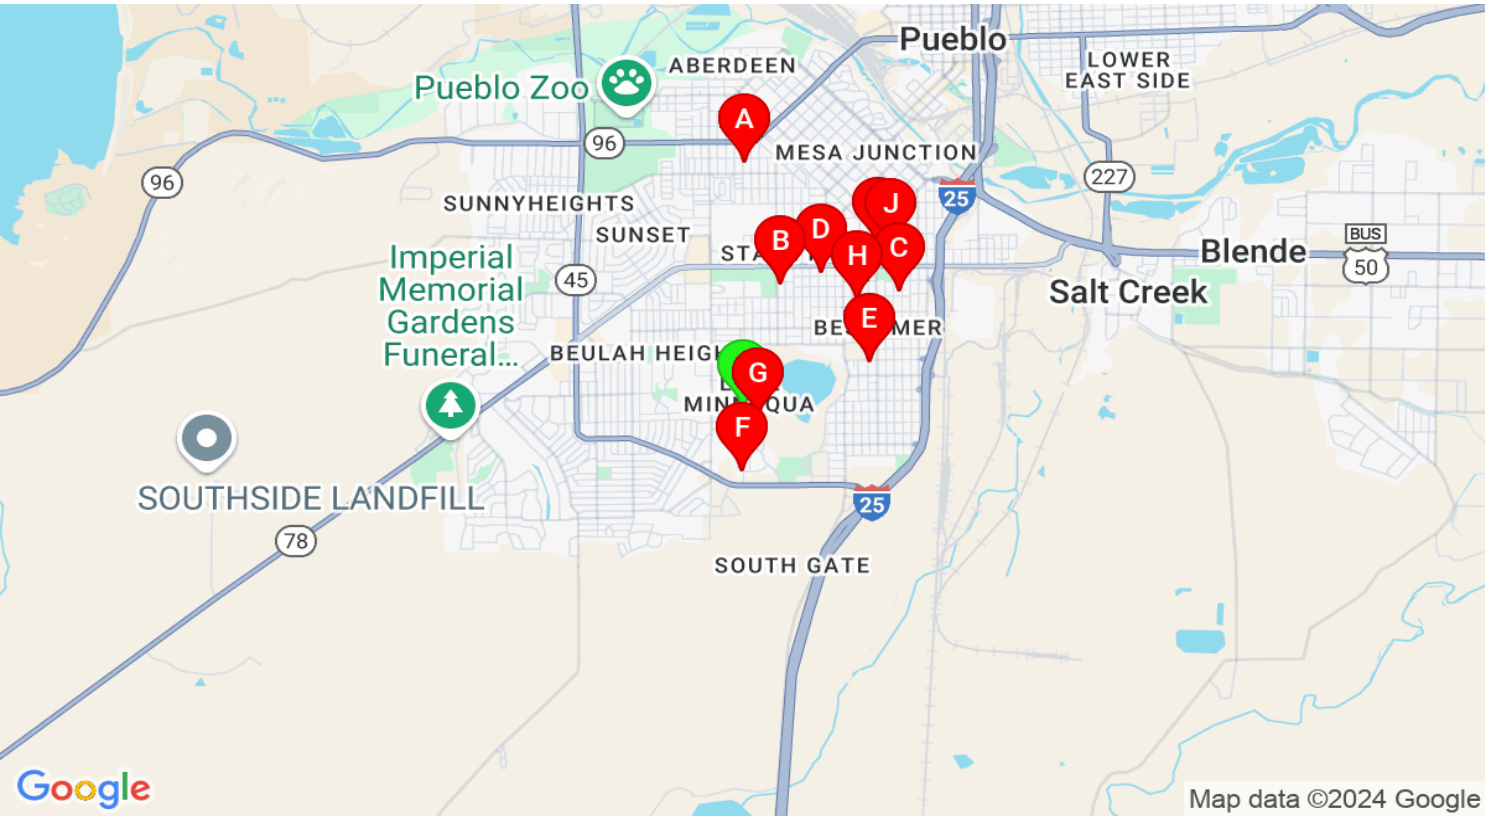 Pueblo
LOWER
EAST SIDE
ABERDEEN
Pueblo Zoo
A
96
MESA JUNCTION
96
227
25
SUNNYHEIGHTS
J
SUNSET
D
B
H
C
BUS
50
Blende
Imperial
Memorial
Gardens
Funeral...
45
Salt Creek
E
BEULAH HEIGH
G
MINN QUA
F
SOUTHSIDE LANDFILL
25
78
SOUTH GATE
Google
Map data ©2024 Google